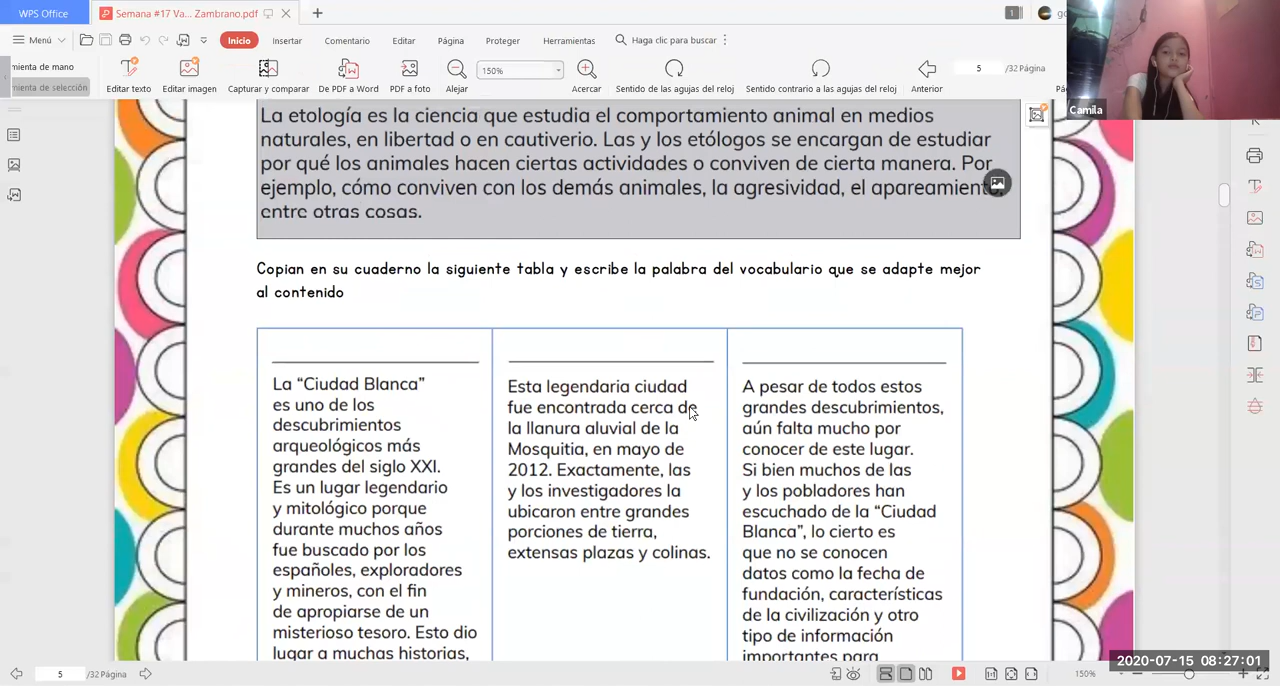 WPS Office
Semana #17 Va... Zambrano.pdf
Menú
Inicio
Insertar
Comentario
Editar
Página
Proteger
Herramientas
Haga clic para buscar
mienta de mano
mienta de selección
Editar texto
Editar imagen
Capturar y comparar
De PDF a Word
PDF a foto
Alejar
150%
Acercar
Sentido de las agujas del reloj
Sentido contrario a las agujas del reloj
Anterior
5
/32 Página
Camila
La etología es la ciencia que estudia el comportamiento animal en medios
naturales, en libertad o en cautiverio. Las y los etólogos se encargan de estudiar
por qué los animales hacen ciertas actividades o conviven de cierta manera. Por
ejemplo, cómo conviven con los demás animales, la agresividad, el apareamiento,
entre otras cosas.
Copian en su cuaderno la siguiente tabla y escribe la palabra del vocabulario que se adapte mejor
al contenido
La “Ciudad Blanca”
es uno de los
descubrimientos
arqueológicos más
grandes del siglo XXI.
Es un lugar legendario
y mitológico porque
durante muchos años
fue buscado por los
españoles, exploradores
y mineros, con el fin
de apropiarse de un
misterioso tesoro. Esto dio
lugar a muchas historias,
Esta legendaria ciudad
fue encontrada cerca de
la llanura aluvial de la
Mosquitia, en mayo de
2012. Exactamente, las
y los investigadores la
ubicaron entre grandes
porciones de tierra,
extensas plazas y colinas.
A pesar de todos estos
grandes descubrimientos,
aún falta mucho por
conocer de este lugar.
Si bien muchos de las
y los pobladores han
escuchado de la “Ciudad
Blanca”, lo cierto es
que no se conocen
datos como la fecha de
fundación, características
de la civilización y otro
tipo de información
importantes para
5
/32 Página
150%
2020-07-15 08:27:01